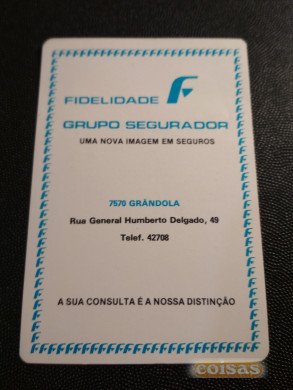 FIDELIDADE
GRUPO SEGURADOR
UMA NOVA IMAGEM EM SEGUROS
7570 GRÂNDOLA
Rua General Humberto Delgado, 49
Telef. 42708
A SUA CONSULTA É A NOSSA DISTINÇÃO
coisas